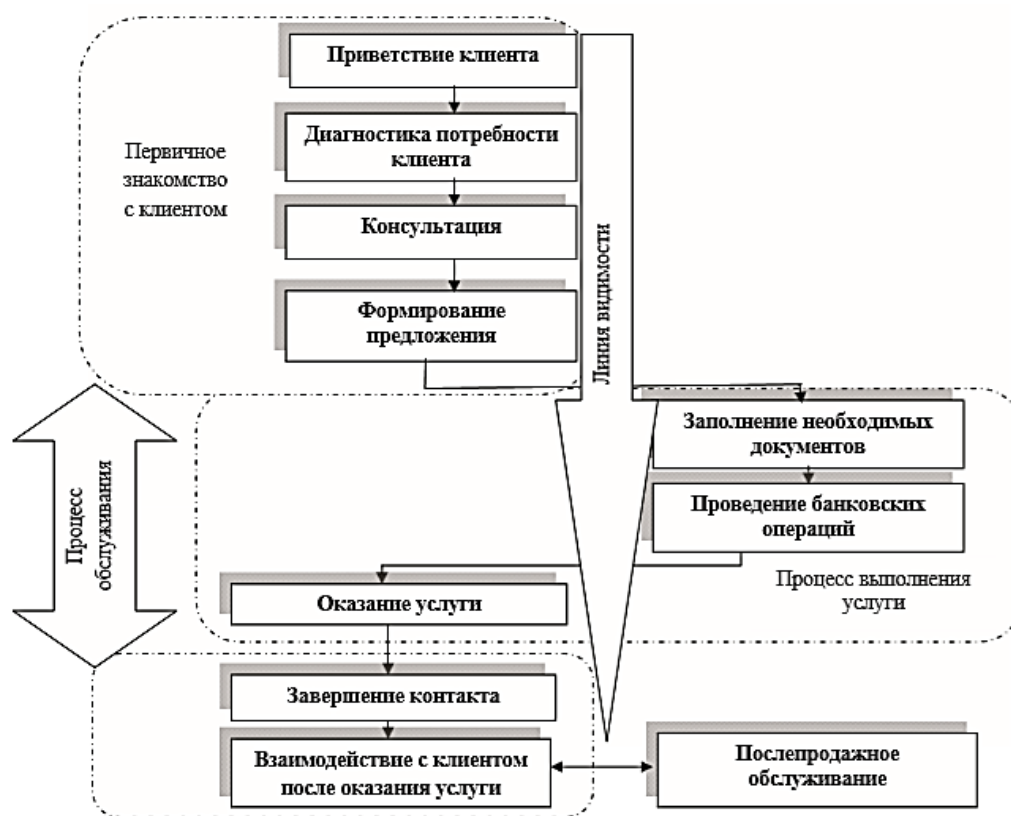 Приветствие клиента
Диагностика потребности
клиента
Первичное
знакомство
с клиентом
Консультация
Формирование
предложения
Линия видимости
Заполнение необходимых
документов
Проведение банковских
операций
Процесс
обслуживания
Процесс выполнения
услуги
Оказание услуги
Завершение контакта
Взаимодействие с клиентом
после оказания услуги
Послепродажное
обслуживание